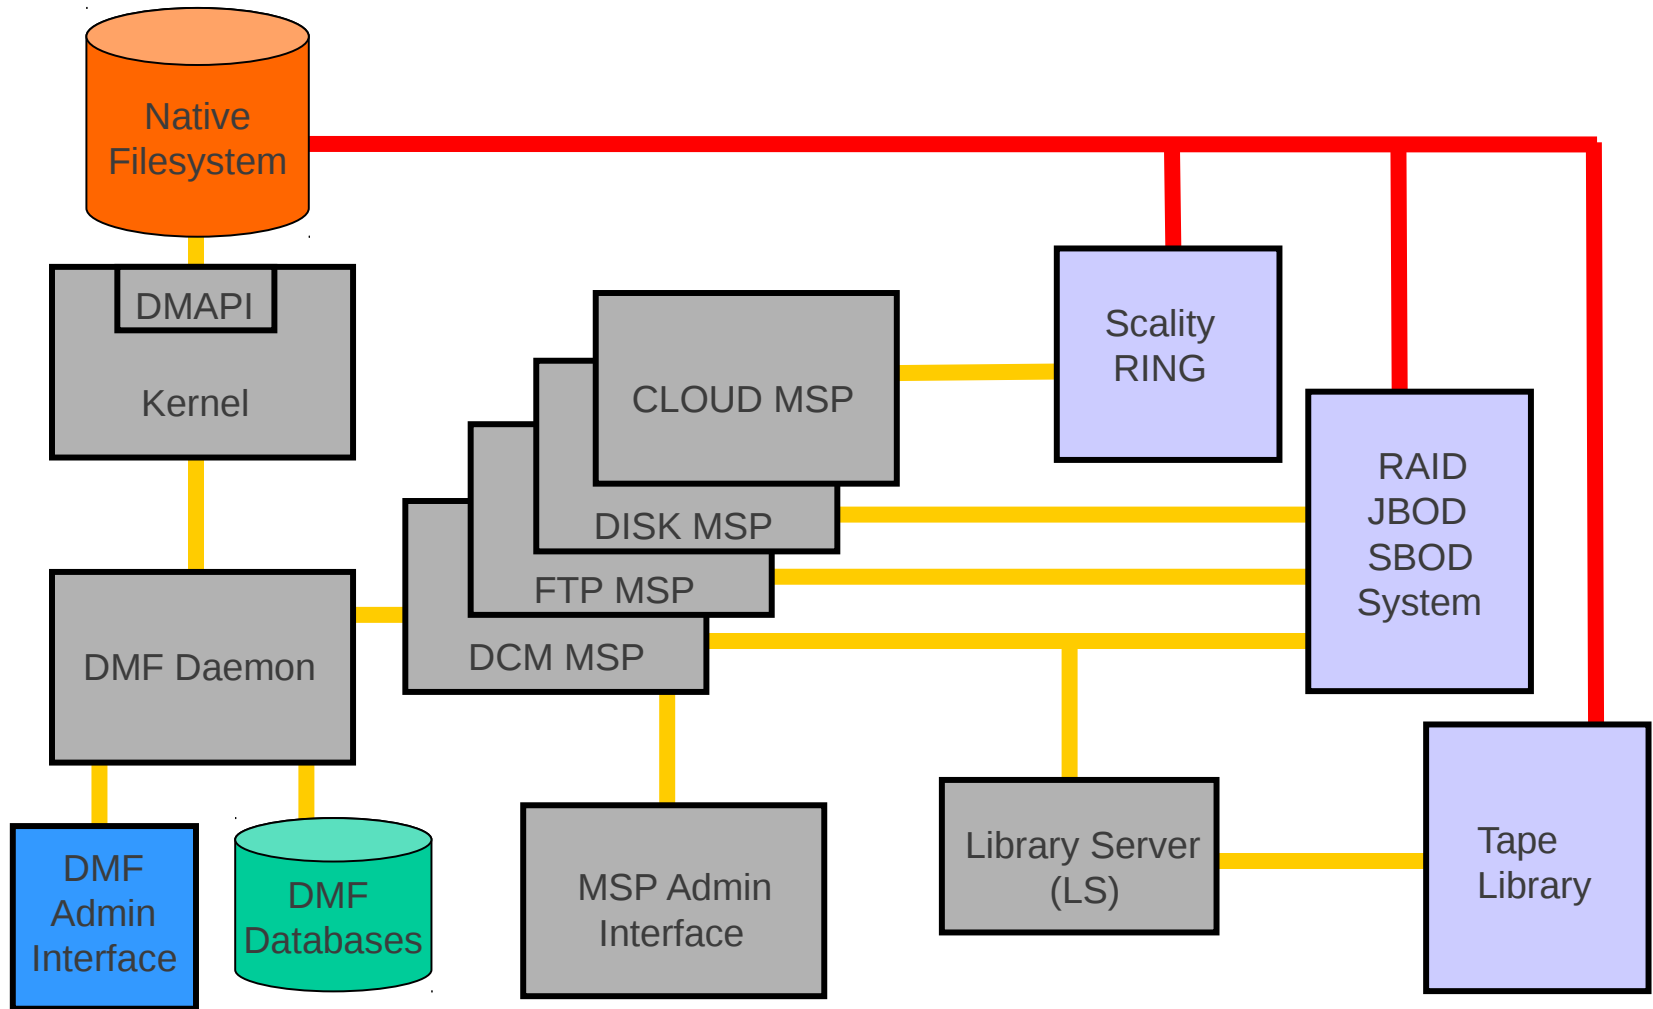 Native
Filesystem
DMAPI
Kernel
CLOUD MSP
Scality
RING
DISK MSP
FTP MSP
DCM MSP
RAID
JBOD
SBOD
System
DMF Daemon
DMF
Admin
Interface
DMF
Databases
MSP Admin
Interface
Library Server
(LS)
Tape
Library